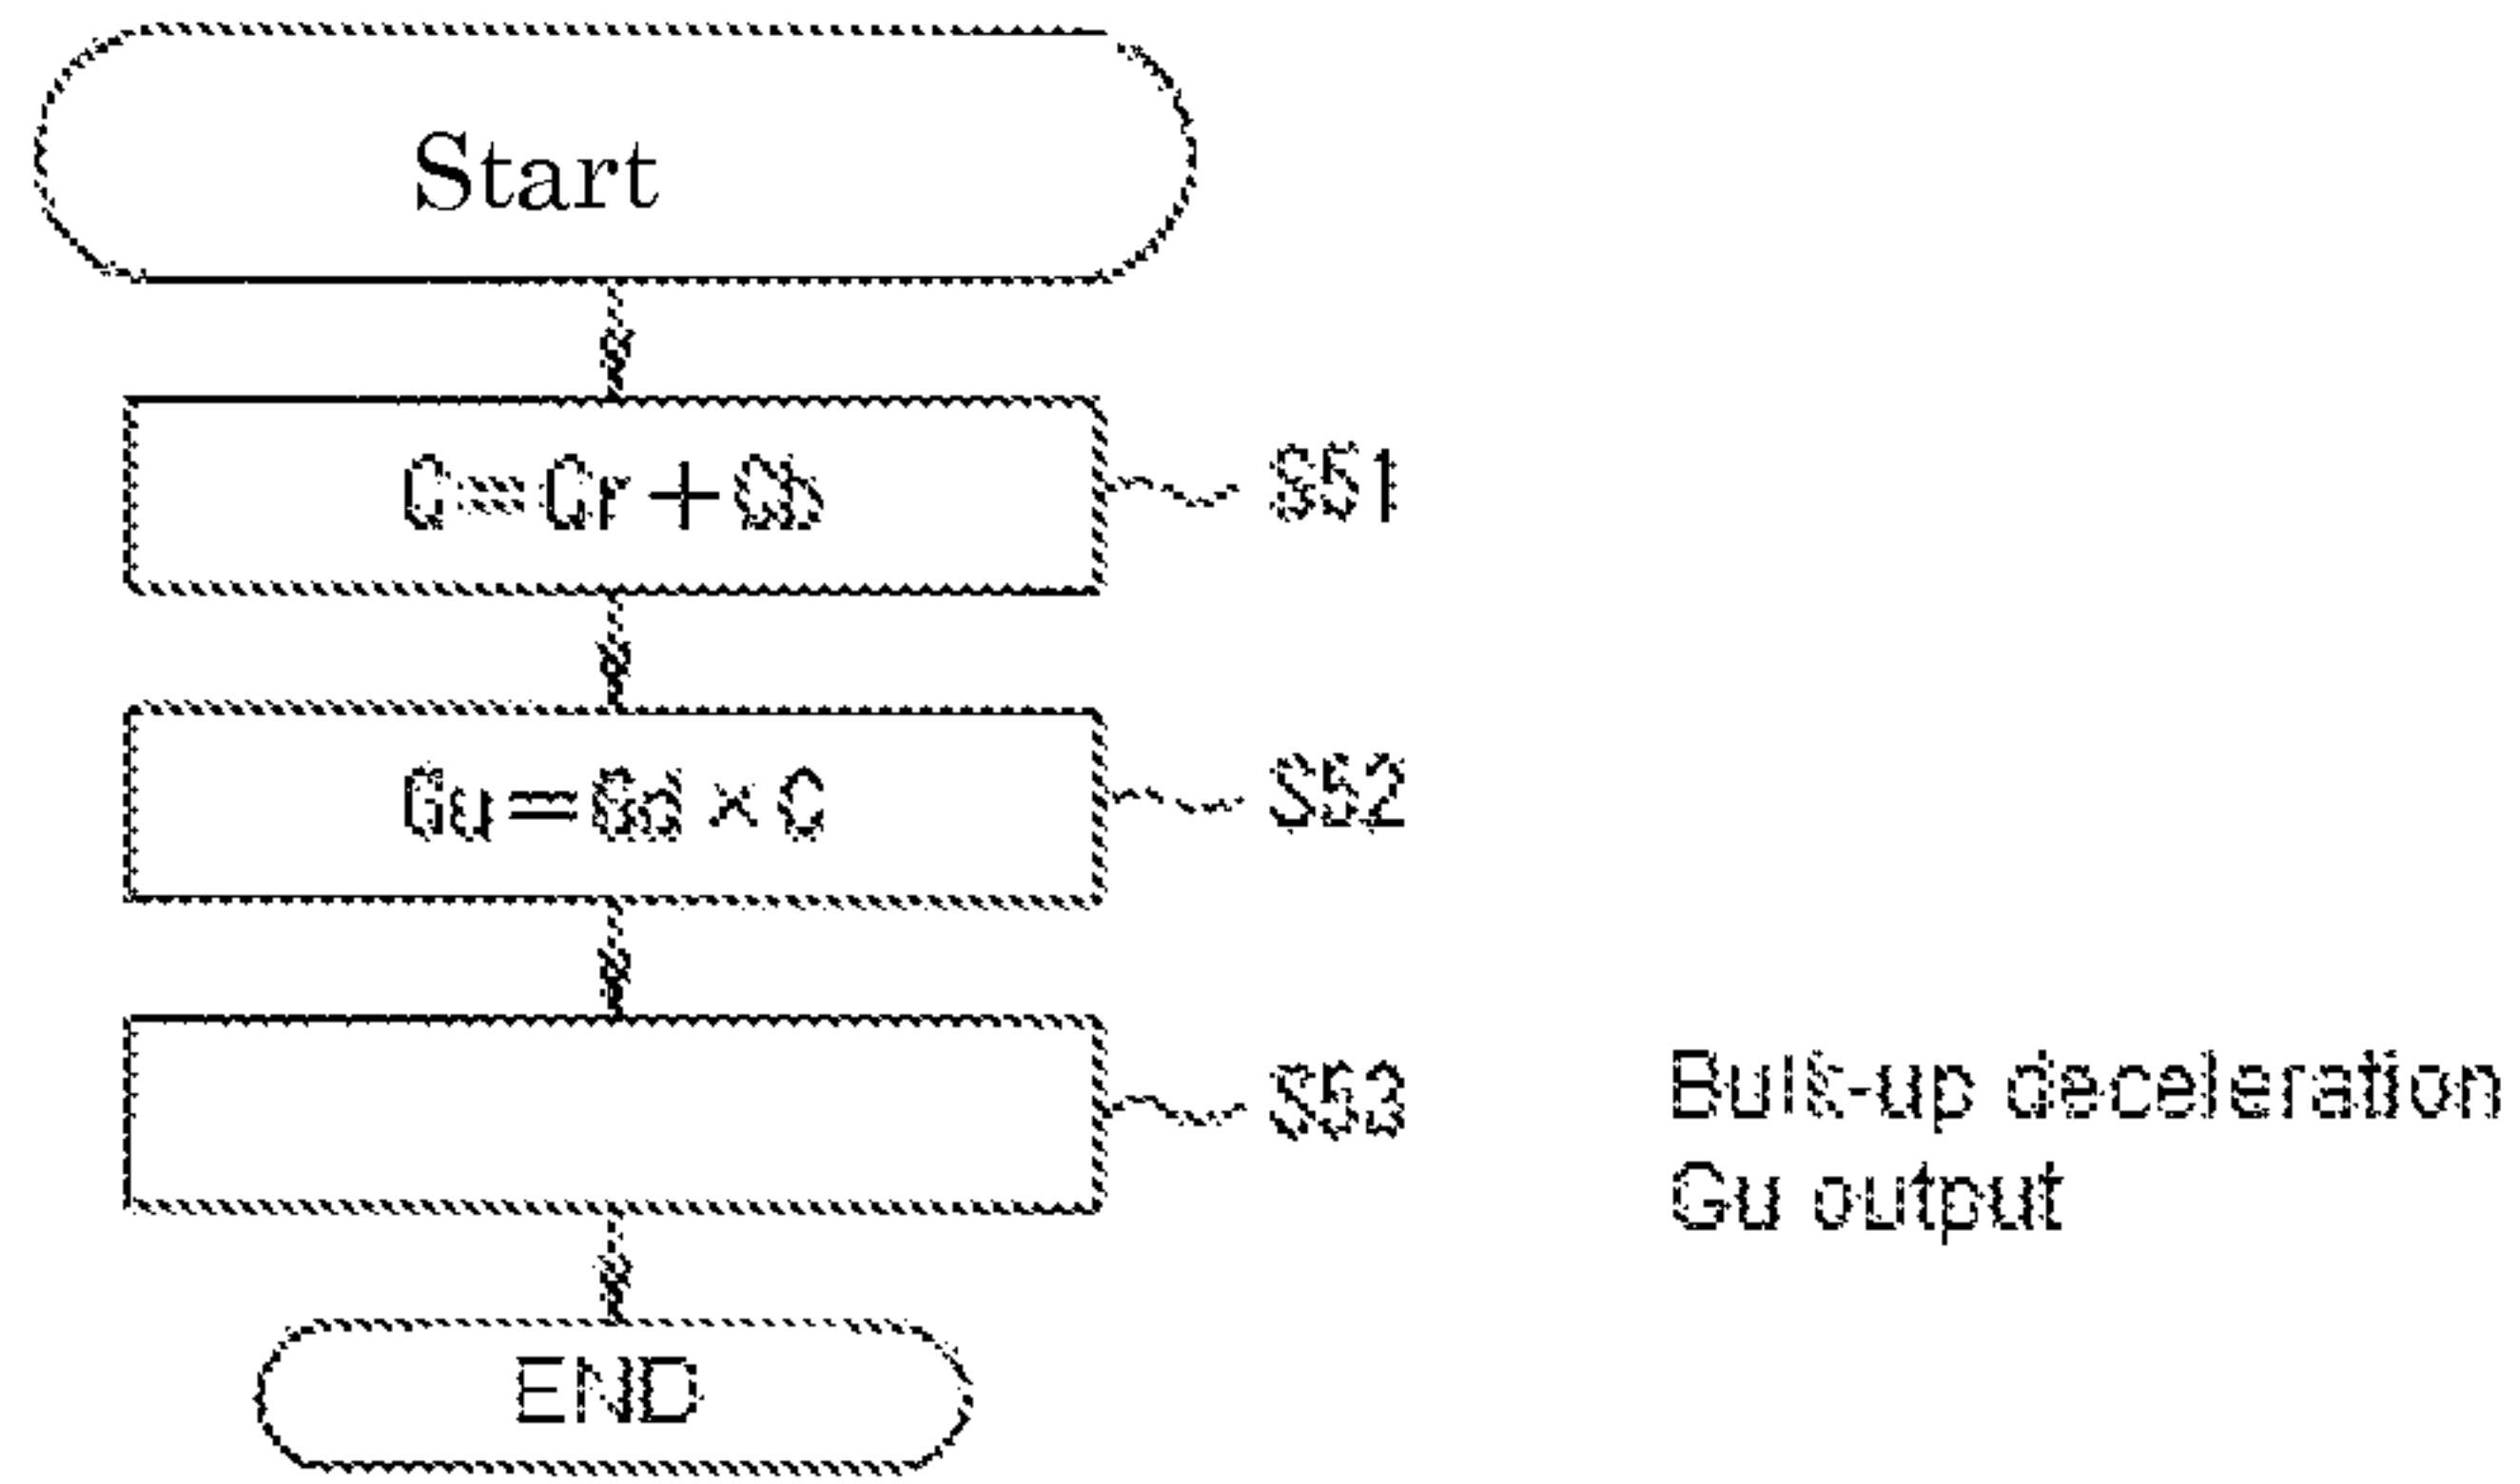 Start
C=Cr+Cb
S51
Gu=Gd×C
S52
S53
Bulk-up deceleration
Gu output
END